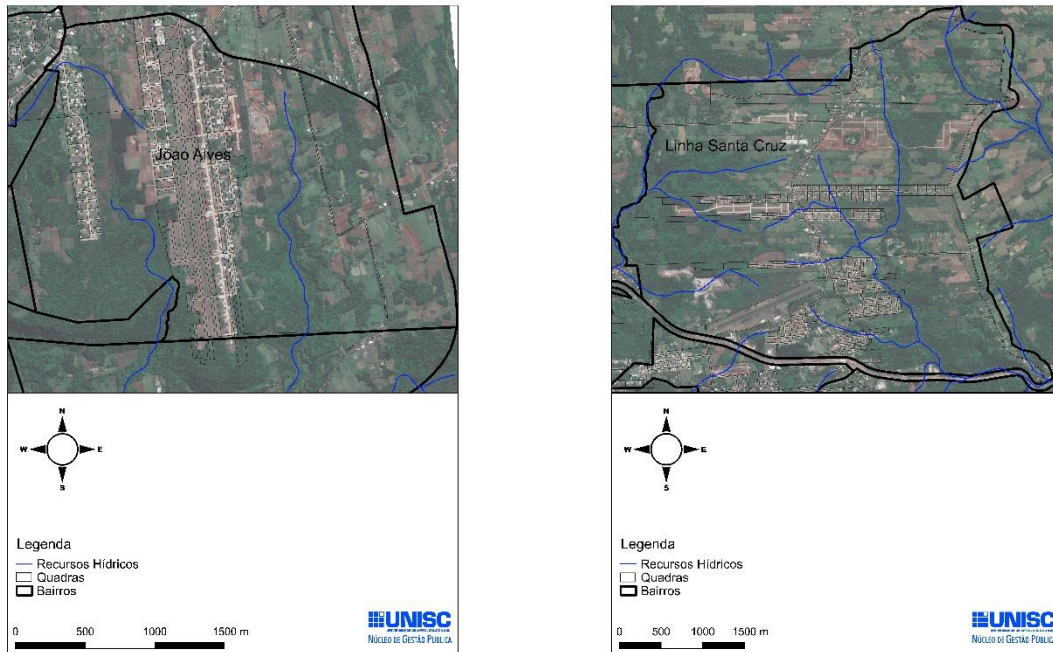 João Alves
N
W E
S
Legenda
Recursos Hídricos
Quadras
Bairros
0 500 1000 1500 m
UNISC
NÚCLEO DE GESTÃO PÚBLICA
Linha Santa Cruz
N
W E
S
Legenda
Recursos Hídricos
Quadras
Bairros
0 500 1000 1500 m
UNISC
NÚCLEO DE GESTÃO PÚBLICA